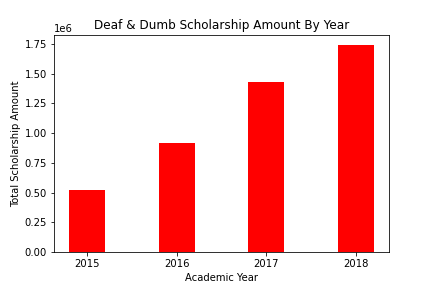 Deaf & Dumb Scholarship Amount By Year
1e6
1.75
1.50
1.25
1.00
0.75
0.50
0.25
0.00
Total Scholarship Amount
2015 2016 2017 2018
Academic Year